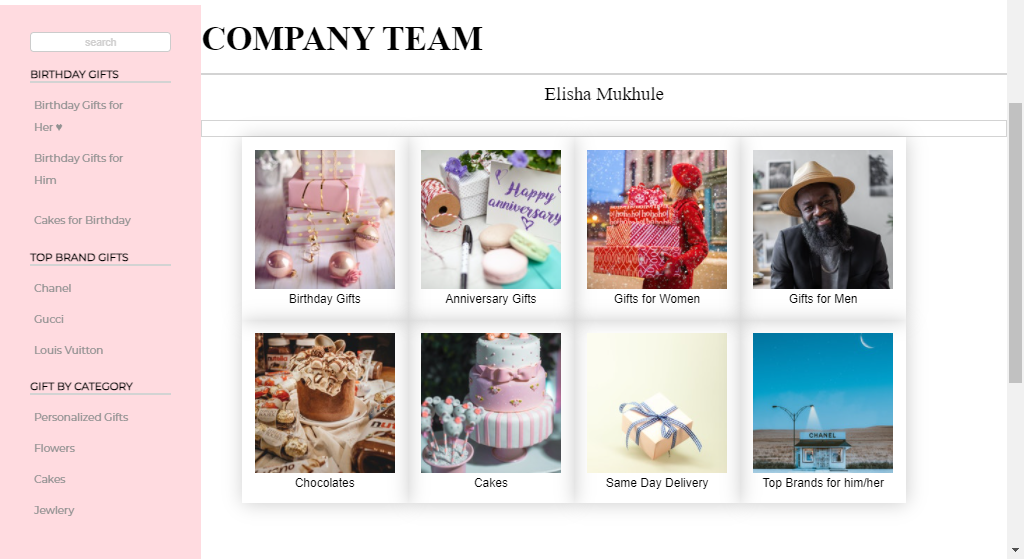 search
BIRTHDAY GIFTS
Birthday Gifts for
Her ♥
Birthday Gifts for
Him
Cakes for Birthday
TOP BRAND GIFTS
Chanel
Gucci
Louis Vuitton
GIFT BY CATEGORY
Personalized Gifts
Flowers
Cakes
Jewlery
COMPANY TEAM
Elisha Mukhule
Happy
anniversary
Birthday Gifts
Anniversary Gifts
Gifts for Women
Gifts for Men
CHANEL
Chocolates
Cakes
Same Day Delivery
Top Brands for him/her